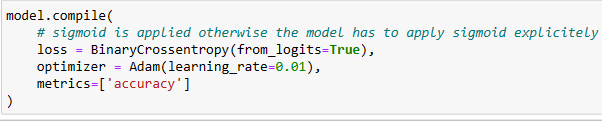 model.compile(
    # sigmoid is applied otherwise the model has to apply sigmoid explicitely
    loss = BinaryCrossentropy(from_logits=True),
    optimizer = Adam(learning_rate=0.01),
    metrics=['accuracy']
)